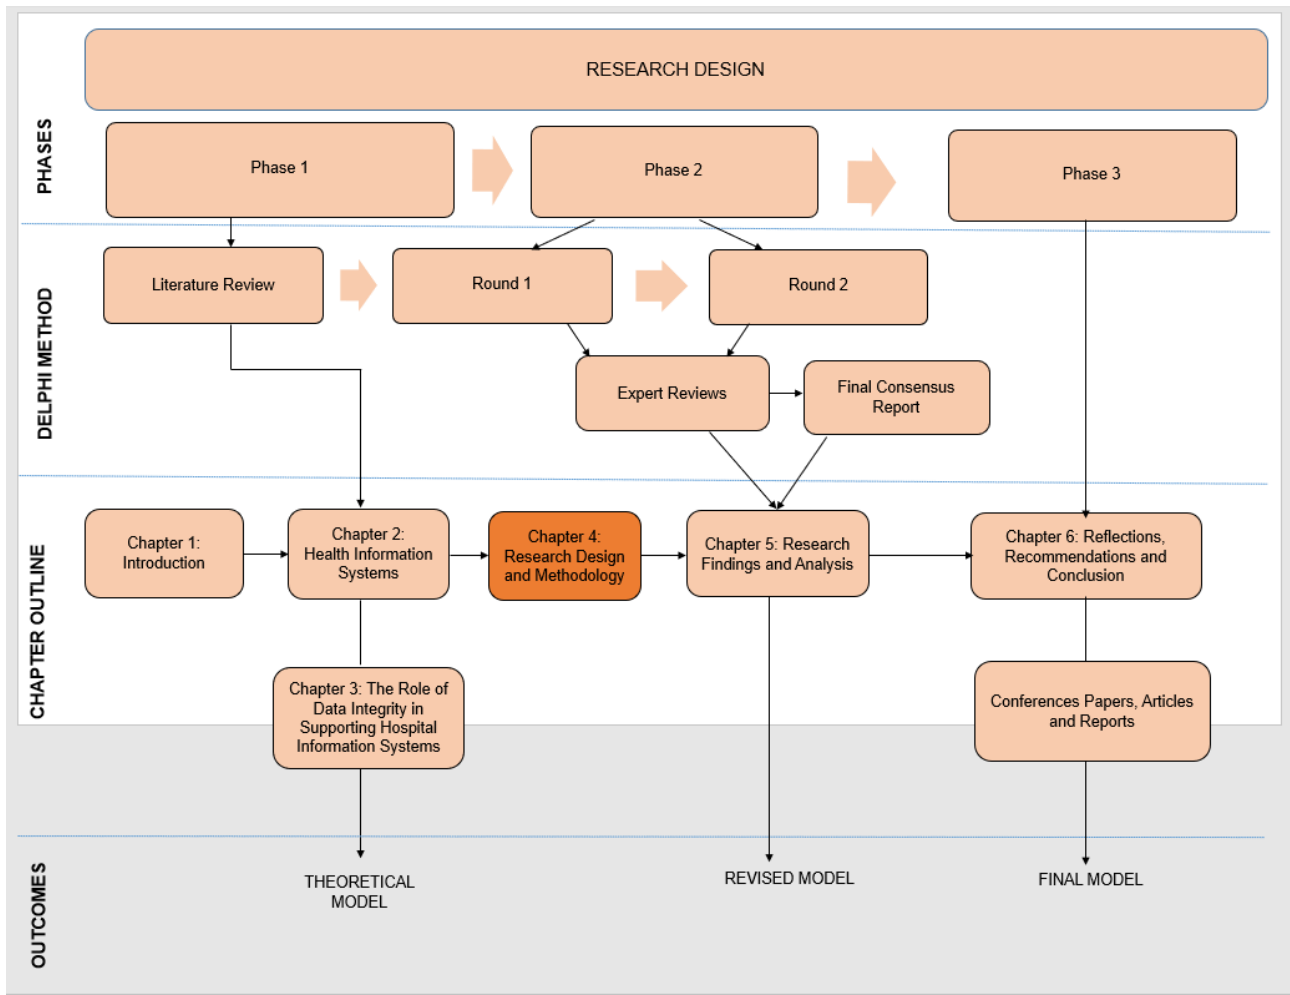 RESEARCH DESIGN
PHASES
Phase 1
Phase 2
Phase 3
DELPHI METHOD
Literature Review
Round 1
Round 2
Expert Reviews
Final Consensus
Report
CHAPTER OUTLINE
Chapter 1:
Introduction
Chapter 2:
Health Information
Systems
Chapter 4:
Research Design
and Methodology
Chapter 5: Research
Findings and Analysis
Chapter 6: Reflections,
Recommendations and
Conclusion
Chapter 3: The Role of
Data Integrity in
Supporting Hospital
Information Systems
Conferences Papers, Articles
and Reports
OUTCOMES
THEORETICAL
MODEL
REVISED MODEL
FINAL MODEL